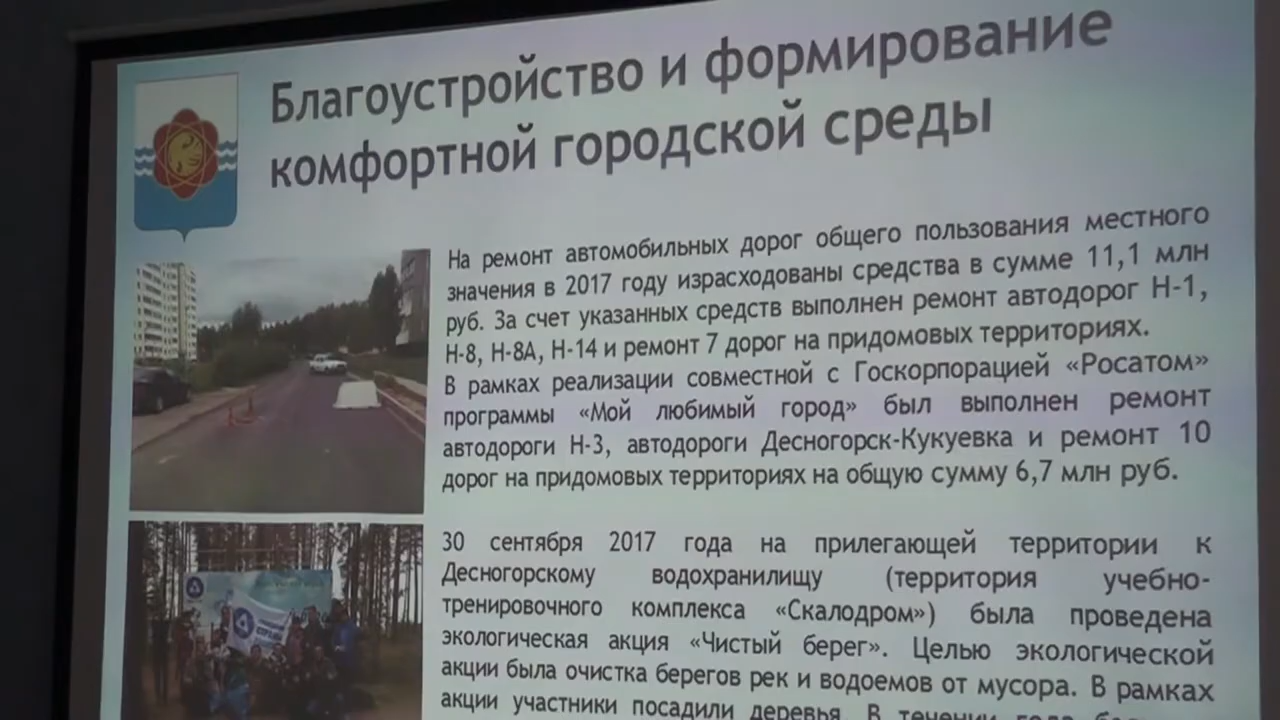 Благоустройство и формирование
комфортной городской среды
На ремонт автомобильных дорог общего пользования местного
значения в 2017 году израсходованы средства в сумме 11,1 млн
руб. За счет указанных средств выполнен ремонт автодорог Н-1,
Н-8, Н-8А, Н-14 и ремонт 7 дорог на придомовых территориях.
В рамках реализации совместной с Госкорпорацией «Росатом»
программы «Мой любимый город» был выполнен ремонт
автодороги Н-3, автодороги Десногорск-Кукуевка и ремонт 10
дорог на придомовых территориях на общую сумму 6,7 млн руб.
30 сентября 2017 года на прилегающей территории к
Десногорскому водохранилищу (территория учебно-
тренировочного комплекса «Скалодром») была проведена
экологическая акция «Чистый берег». Целью экологической
акции была очистка берегов рек и водоемов от мусора. В рамках
акции участники посадили деревья. В течении года